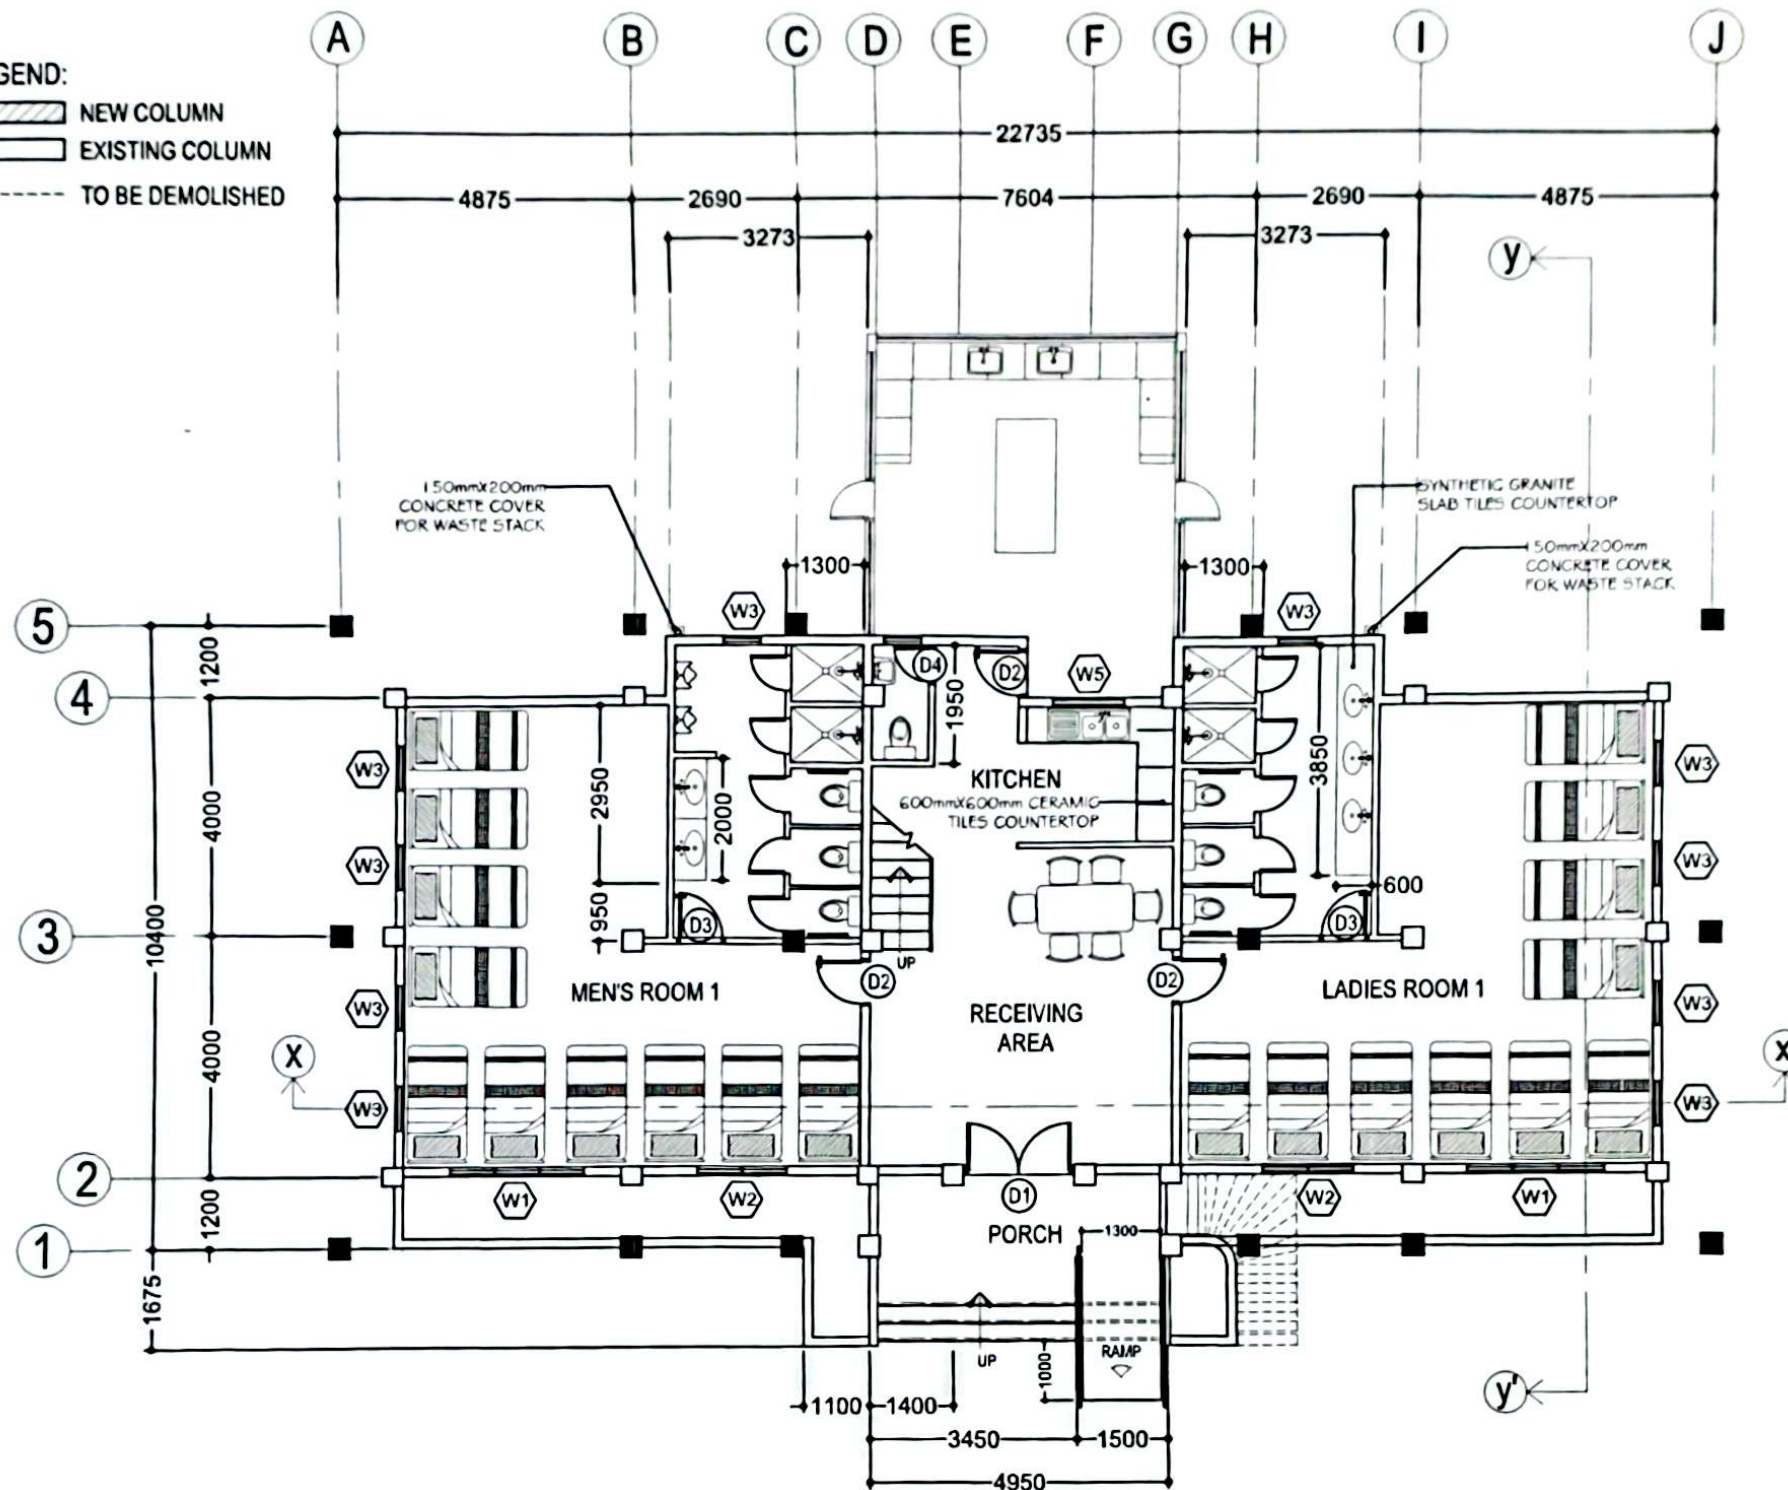 A B C D E F G H I J
GEND:
NEW COLUMN
EXISTING COLUMN
TO BE DEMOLISHED
22735
4875 2690 7604 2690 4875
3273 3273
y
150mmX200mm
CONCRETE COVER
FOR WASTE STACK
SYNTHETIC GRANITE
SLAB TILES COUNTERTOP
150mmX200mm
CONCRETE COVER
FOR WASTE STACK
1300 1300
W3 W3
5
1200
4
D4 D2 W5
1950
W3 W3
2950
4000
2000
3850
KITCHEN
600mmX600mm CERAMIC
TILES COUNTERTOP
W3 W3
600
950
D3 D3
3
10400
UP
D2 D2
MEN'S ROOM 1
LADIES ROOM 1
W3 W3
RECEIVING
AREA
4000
X X
W3 W3
2
W1 W2 D1 W2 W1
1200
PORCH
1300
1
1675
UP
RAMP
1000
y'
1100 1400
3450 1500
4950